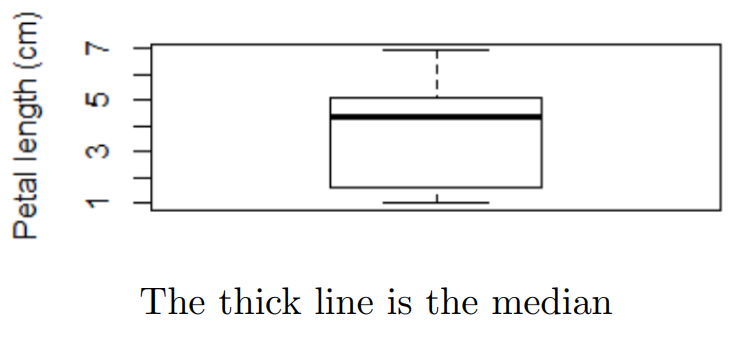 Petal length (cm)
7
5
3
1
The thick line is the median